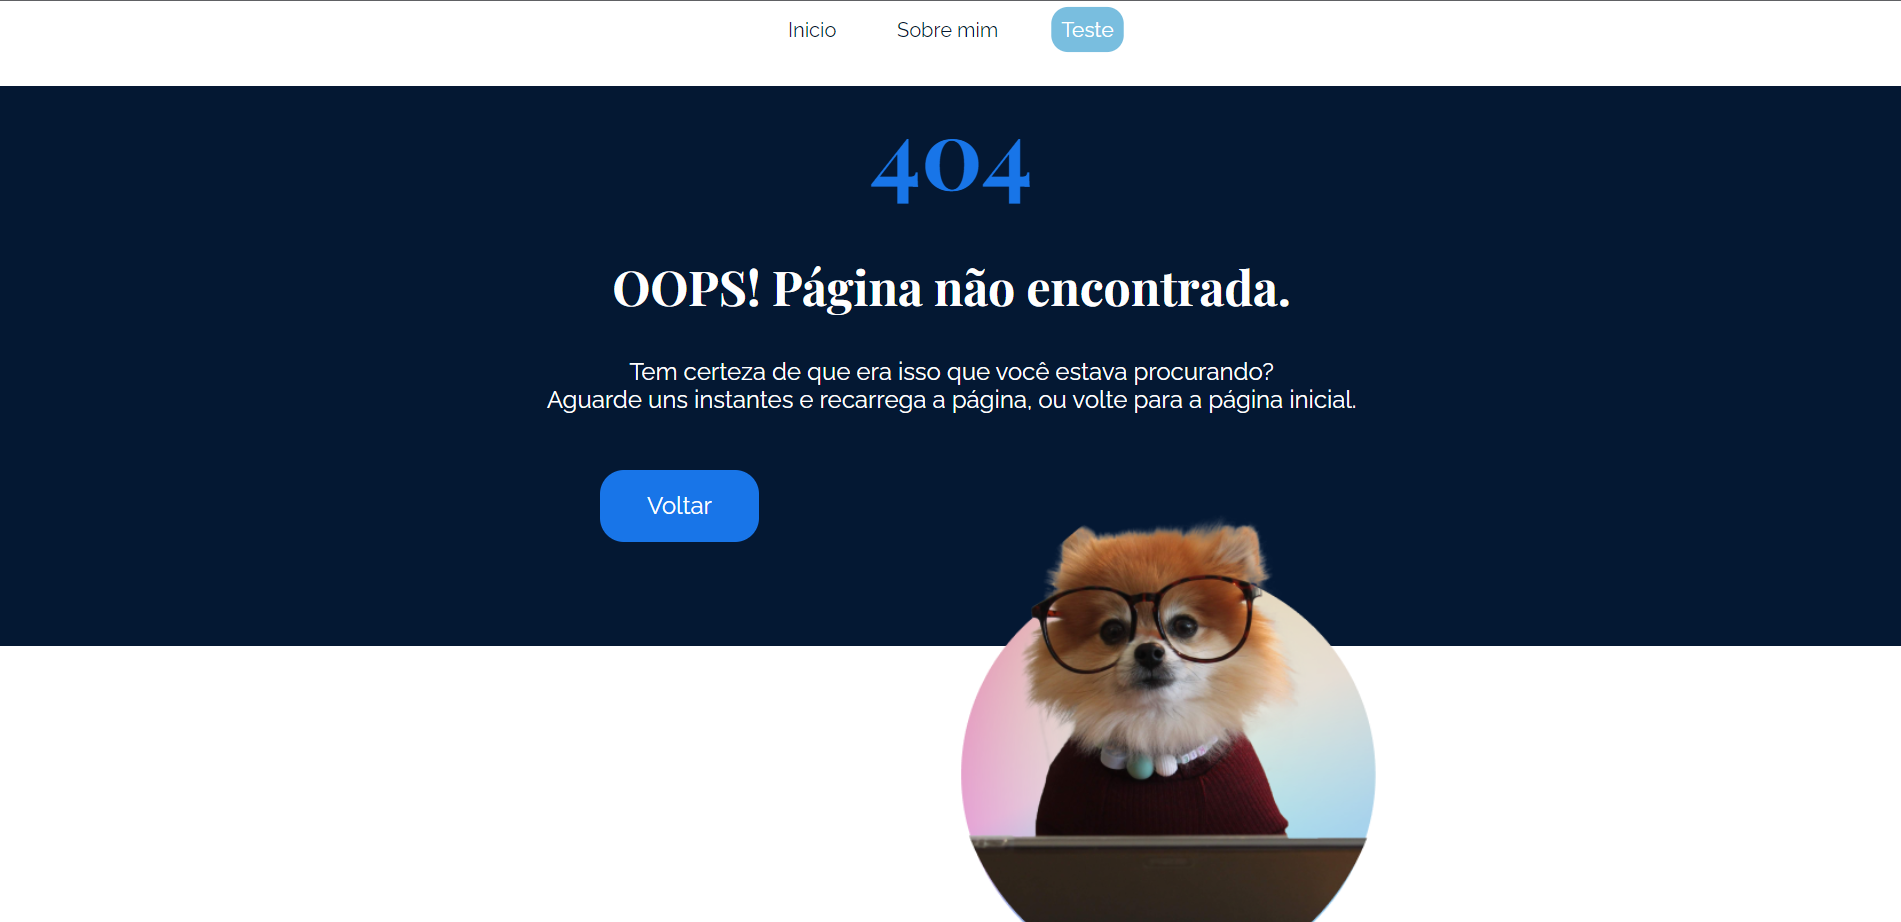 Inicio Sobre mim Teste
404
OOPS! Página não encontrada.
Tem certeza de que era isso que você estava procurando?
Aguarde uns instantes e recarrega a página, ou volte para a página inicial.
Voltar